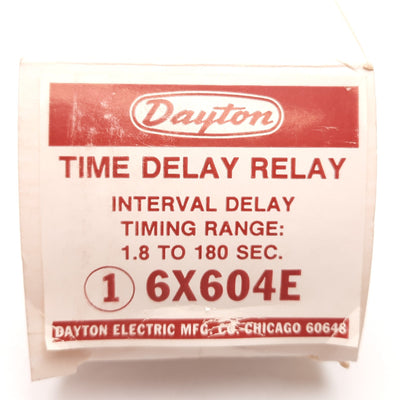 Dayton
TIME DELAY RELAY
INTERVAL DELAY
TIMING RANGE:
1.8 TO 180 SEC.
1 6X604E
DAYTON ELECTRIC MFG. CO. CHICAGO 60648